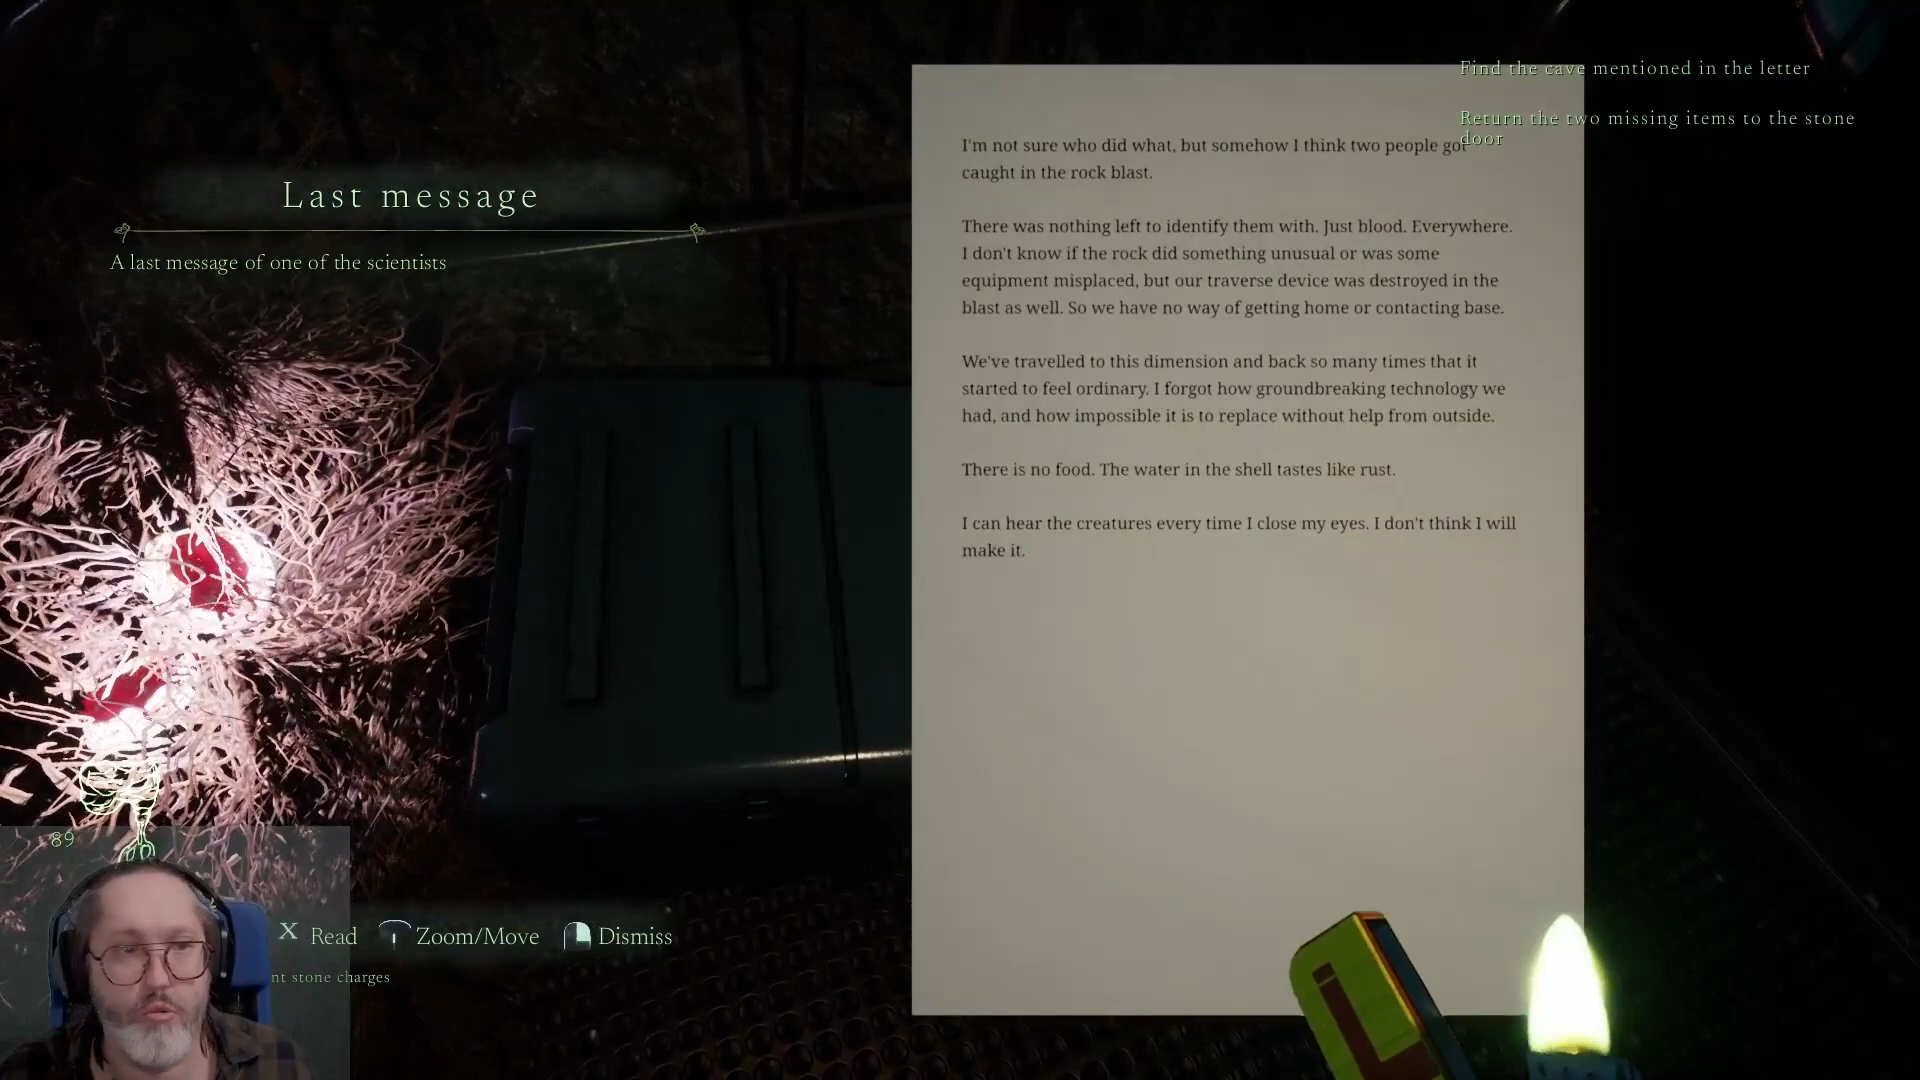 Find the cave mentioned in the letter
Return the two missing items to the stone
door
Last message
A last message of one of the scientists
I'm not sure who did what, but somehow I think two people got
caught in the rock blast.
There was nothing left to identify them with. Just blood. Everywhere.
I don't know if the rock did something unusual or was some
equipment misplaced, but our traverse device was destroyed in the
blast as well. So we have no way of getting home or contacting base.
We've travelled to this dimension and back so many times that it
started to feel ordinary. I forgot how groundbreaking technology we
had, and how impossible it is to replace without help from outside.
There is no food. The water in the shell tastes like rust.
I can hear the creatures every time I close my eyes. I don't think I will
make it.
89
X Read Zoom/Move Dismiss
nt stone charges